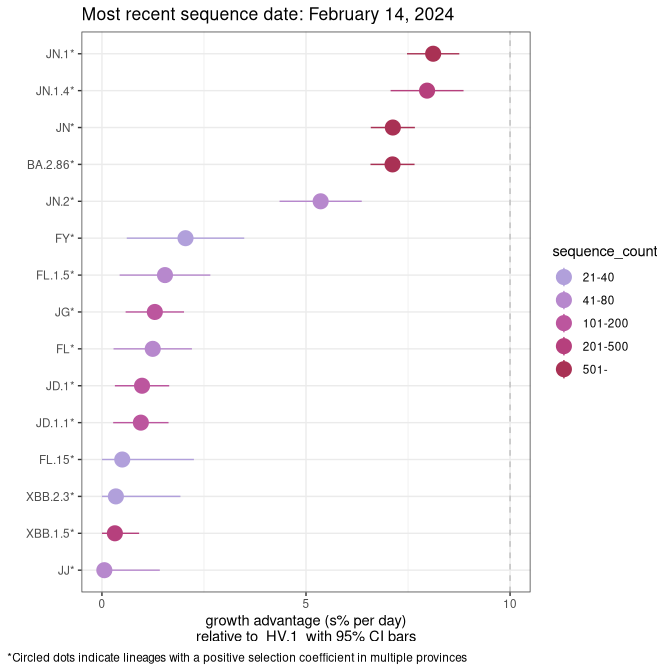 Most recent sequence date: February 14, 2024
JN.1*
JN.1.4*
JN*
BA.2.86*
JN.2*
FY*
FL.1.5*
JG*
FL*
JD.1*
JD.1.1*
FL.15*
XBB.2.3*
XBB.1.5*
JJ*
0 5 10
growth advantage (s% per day)
relative to HV.1 with 95% CI bars
sequence_count
21-40
41-80
101-200
201-500
501-
*Circled dots indicate lineages with a positive selection coefficient in multiple provinces